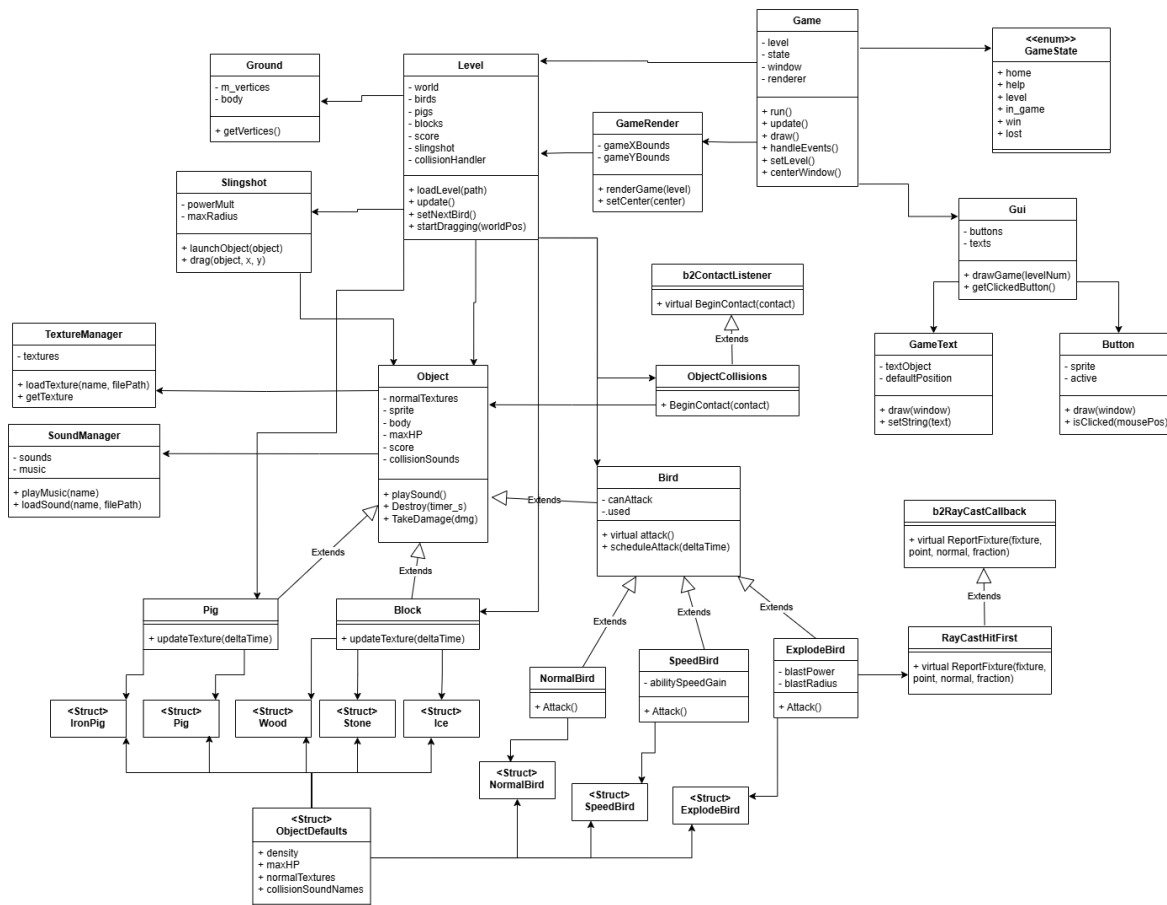 Game
- level
- state
- window
- renderer
+ run()
+ update()
+ draw()
+ handleEvents()
+ setLevel()
+ centerWindow()
<<enum>>
GameState
+ home
+ help
+ level
+ in_game
+ win
+ lost
Ground
- m_vertices
- body
+ getVertices()
Level
- world
- birds
- pigs
- blocks
- score
- slingshot
- collisionHandler
+ loadLevel(path)
+ update()
+ setNextBird()
+ startDragging(worldPos)
GameRender
- gameXBounds
- gameYBounds
+ renderGame(level)
+ setCenter(center)
Slingshot
- powerMult
- maxRadius
+ launchObject(object)
+ drag(object, x, y)
Gui
- buttons
- texts
+ drawGame(levelNum)
+ getClickedButton()
b2ContactListener
+ virtual BeginContact(contact)
Extends
TextureManager
- textures
+ loadTexture(name, filePath)
+ getTexture
GameText
- textObject
- defaultPosition
+ draw(window)
+ setString(text)
Button
- sprite
- active
+ draw(window)
+ isClicked(mousePos)
Object
- normalTextures
- sprite
- body
- maxHP
- score
- collisionSounds
+ playSound()
+ Destroy(timer_s)
+ TakeDamage(dmg)
ObjectCollisions
+ BeginContact(contact)
SoundManager
- sounds
- music
+ playMusic(name)
+ loadSound(name, filePath)
Bird
- canAttack
-.used
+ virtual attack()
+ scheduleAttack(deltaTime)
Extends
b2RayCastCallback
+ virtual ReportFixture(fixture,
point, normal, fraction)
Extends
Extends
Extends
Pig
+ updateTexture(deltaTime)
Block
+ updateTexture(deltaTime)
Extends
Extends
Extends
RayCastHitFirst
+ virtual ReportFixture(fixture,
point, normal, fraction)
NormalBird
+ Attack()
SpeedBird
- abilitySpeedGain
+ Attack()
ExplodeBird
- blastPower
- blastRadius
+ Attack()
<Struct>
IronPig
<Struct>
Pig
<Struct>
Wood
<Struct>
Stone
<Struct>
Ice
<Struct>
NormalBird
<Struct>
SpeedBird
<Struct>
ExplodeBird
<Struct>
ObjectDefaults
+ density
+ maxHP
+ normalTextures
+ collisionSoundNames